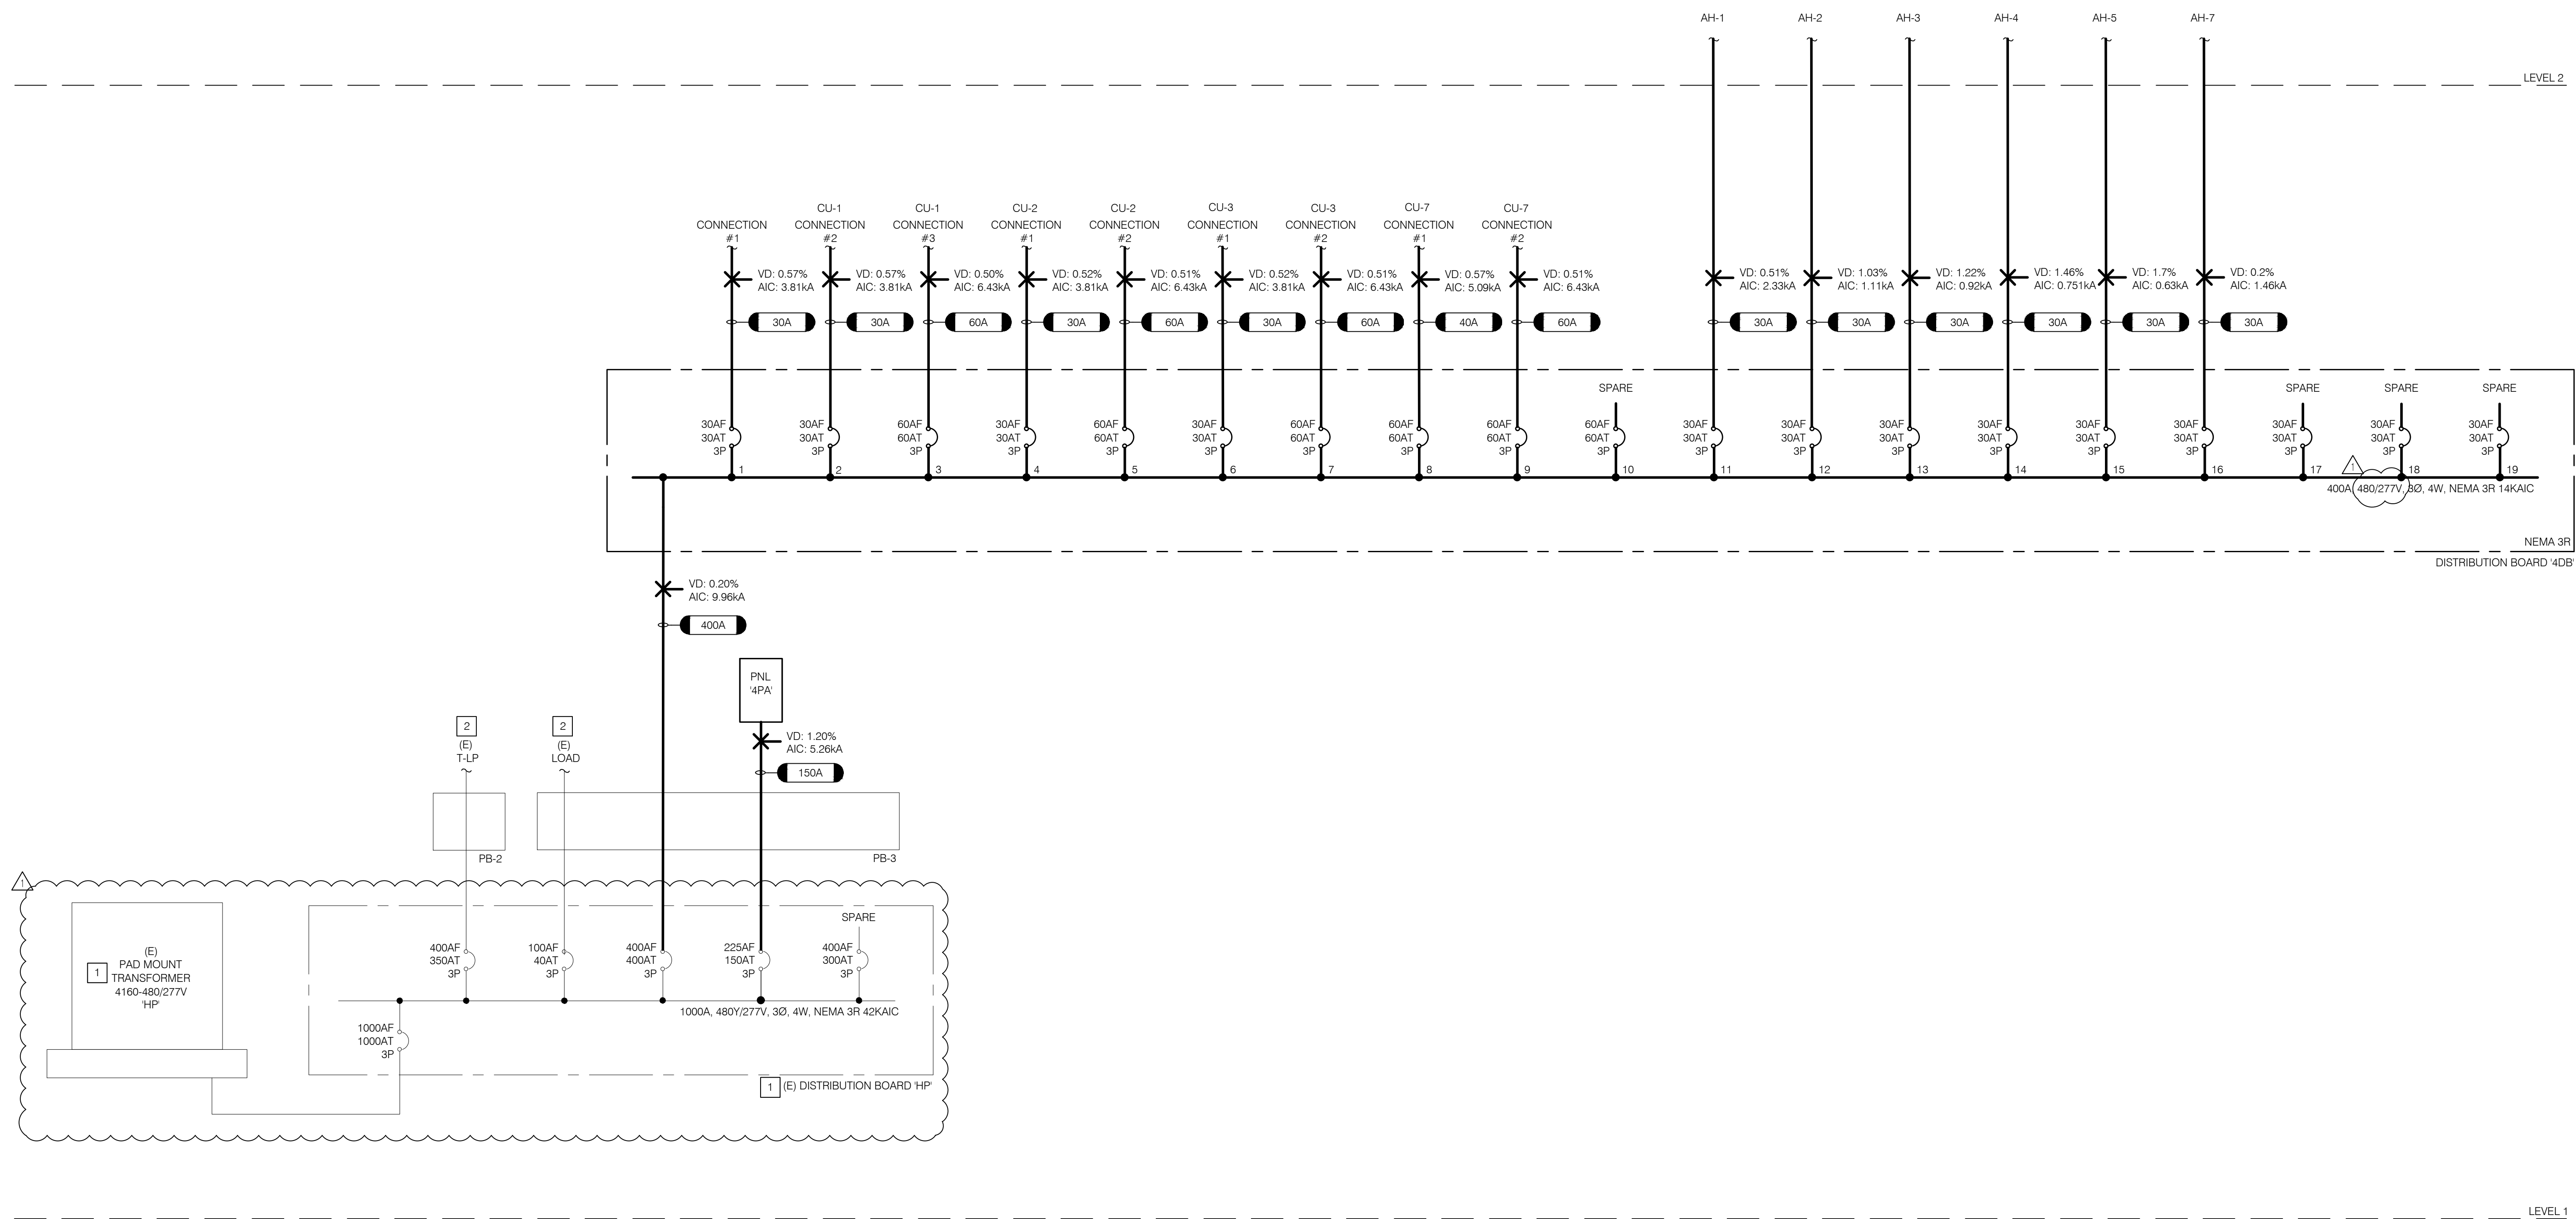 AH-1 AH-2 AH-3 AH-4 AH-5 AH-7
LEVEL 2
CONNECTION
#1
CU-1
CONNECTION
#2
CU-1
CONNECTION
#3
CU-2
CONNECTION
#1
CU-2
CONNECTION
#2
CU-3
CONNECTION
#1
CU-3
CONNECTION
#2
CU-7
CONNECTION
#1
CU-7
CONNECTION
#2
VD: 0.57%
AIC: 3.81kA
VD: 0.57%
AIC: 3.81kA
VD: 0.50%
AIC: 6.43kA
VD: 0.52%
AIC: 3.81kA
VD: 0.51%
AIC: 6.43kA
VD: 0.52%
AIC: 3.81kA
VD: 0.51%
AIC: 6.43kA
VD: 0.57%
AIC: 5.09kA
VD: 0.51%
AIC: 6.43kA
VD: 0.51%
AIC: 2.33kA
VD: 1.03%
AIC: 1.11kA
VD: 1.22%
AIC: 0.92kA
VD: 1.46%
AIC: 0.751kA
VD: 1.7%
AIC: 0.63kA
VD: 0.2%
AIC: 1.46kA
30A 30A 60A 30A 60A 30A 60A 40A 60A 30A 30A 30A 30A 30A 30A
SPARE SPARE SPARE SPARE
30AF
30AT
3P
1
30AF
30AT
3P
2
60AF
60AT
3P
3
30AF
30AT
3P
4
60AF
60AT
3P
5
30AF
30AT
3P
6
60AF
60AT
3P
7
60AF
60AT
3P
8
60AF
60AT
3P
9
60AF
60AT
3P
10
30AF
30AT
3P
11
30AF
30AT
3P
12
30AF
30AT
3P
13
30AF
30AT
3P
14
30AF
30AT
3P
15
30AF
30AT
3P
16
30AF
30AT
3P
17
30AF
30AT
3P
18
30AF
30AT
3P
19
1
400A, 480/277V, 3Ø, 4W, NEMA 3R 14KAIC
NEMA 3R
DISTRIBUTION BOARD '4DB'
VD: 0.20%
AIC: 9.96kA
400A
PNL
'4PA'
VD: 1.20%
AIC: 5.26kA
150A
2
(E)
T-LP
2
(E)
LOAD
PB-2
PB-3
1
SPARE
(E)
PAD MOUNT
TRANSFORMER
4160-480/277V
'HP'
1
400AF
350AT
3P
100AF
40AT
3P
400AF
400AT
3P
225AF
150AT
3P
400AF
300AT
3P
1000A, 480Y/277V, 3Ø, 4W, NEMA 3R 42KAIC
1000AF
1000AT
3P
1 (E) DISTRIBUTION BOARD 'HP'
LEVEL 1